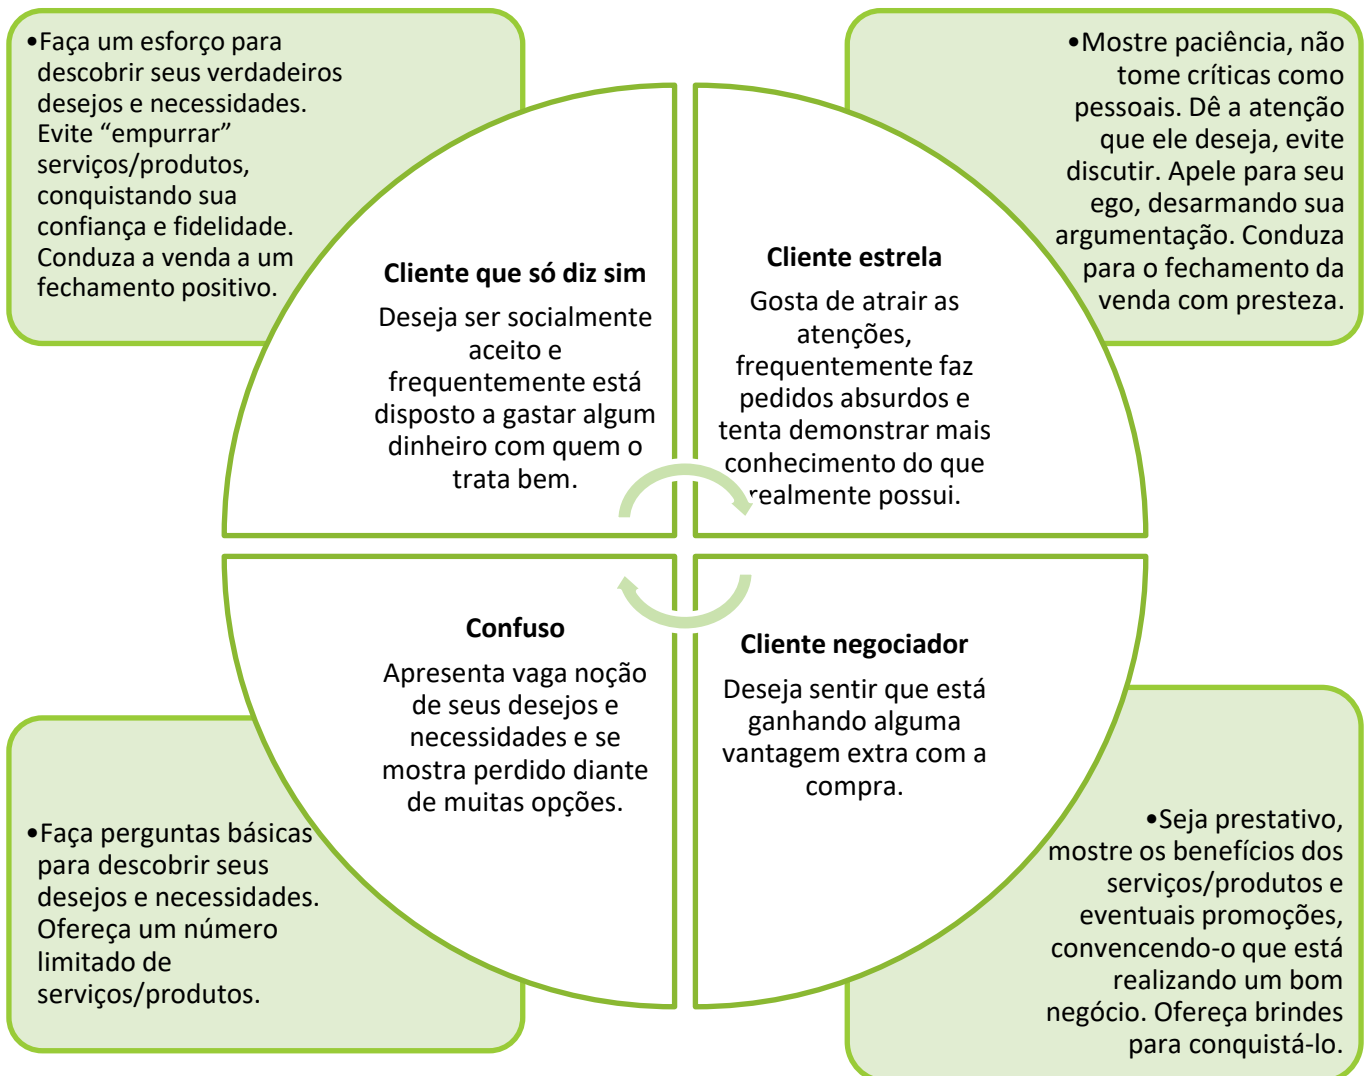 •Faça um esforço para
descobrir seus verdadeiros
desejos e necessidades.
Evite “empurrar”
serviços/produtos,
conquistando sua
confiança e fidelidade.
Conduza a venda a um
fechamento positivo.
Cliente que só diz sim
Deseja ser socialmente
aceito e
frequentemente está
disposto a gastar algum
dinheiro com quem o
trata bem.
Cliente estrela
Gosta de atrair as
atenções,
frequentemente faz
pedidos absurdos e
tenta demonstrar mais
conhecimento do que
realmente possui.
•Mostre paciência, não
tome críticas como
pessoais. Dê a atenção
que ele deseja, evite
discutir. Apele para seu
ego, desarmando sua
argumentação. Conduza
para o fechamento da
venda com presteza.
•Faça perguntas básicas
para descobrir seus
desejos e necessidades.
Ofereça um número
limitado de
serviços/produtos.
Confuso
Apresenta vaga noção
de seus desejos e
necessidades e se
mostra perdido diante
de muitas opções.
Cliente negociador
Deseja sentir que está
ganhando alguma
vantagem extra com a
compra.
•Seja prestativo,
mostre os benefícios dos
serviços/produtos e
eventuais promoções,
convencendo-o que está
realizando um bom
negócio. Ofereça brindes
para conquistá-lo.